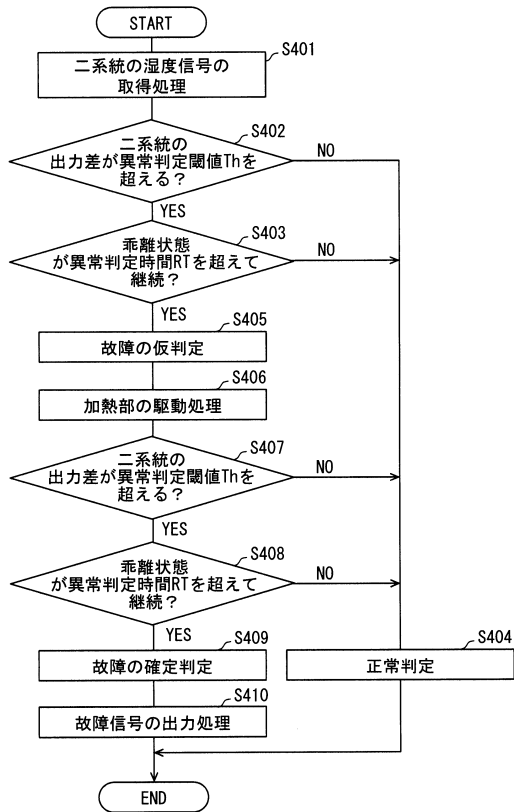 START
S401
二系統の湿度信号の
取得処理
S402
二系統の
出力差が異常判定閾値Thを
超える？
NO
YES
S403
乖離状態
が異常判定時間RTを超えて
継続？
NO
YES
S405
故障の仮判定
S406
加熱部の駆動処理
S407
二系統の
出力差が異常判定閾値Thを
超える？
NO
YES
S408
乖離状態
が異常判定時間RTを超えて
継続？
NO
YES
S409
故障の確定判定
S404
正常判定
S410
故障信号の出力処理
END